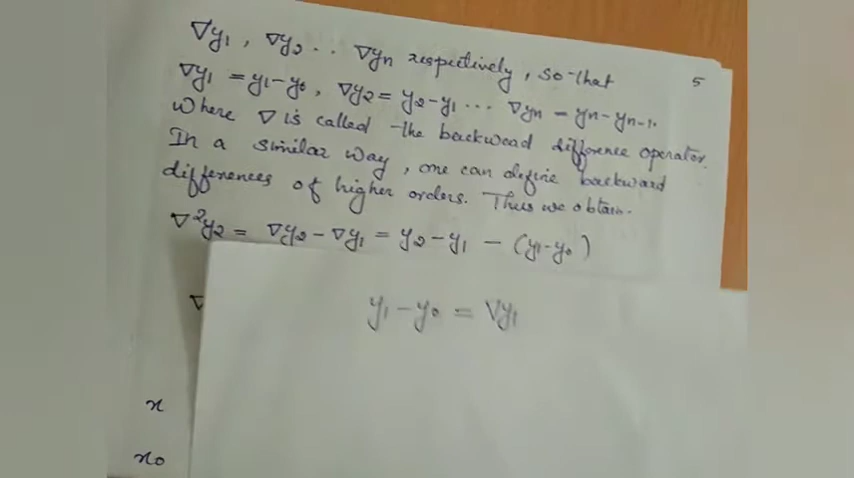 ∇y₁, ∇y₂ .. ∇yn respectively, so that
5
∇y₁ = y₁-y₀, ∇y₂ = y₂-y₁ ... ∇yn = yn-yn-1.
Where ∇ is called the backward difference operator.
In a similar way, one can define backward
differences of higher orders. Thus we obtain.
∇²y₂ = ∇y₂ - ∇y₁ = y₂-y₁ - (y₁-y₀)
∇
y₁-y₀ = ∇y₁
x
x₀